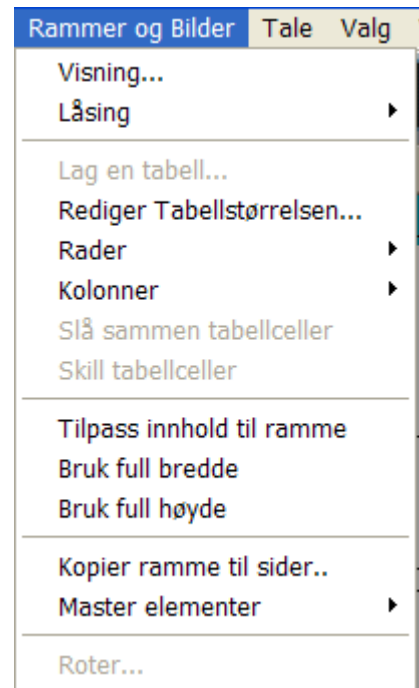 Rammer og Bilder Tale Valg
Visning...
Låsing
Lag en tabell...
Rediger Tabellstørrelsen...
Rader
Kolonner
Slå sammen tabellceller
Skill tabellceller
Tilpass innhold til ramme
Bruk full bredde
Bruk full høyde
Kopier ramme til sider..
Master elementer
Roter...